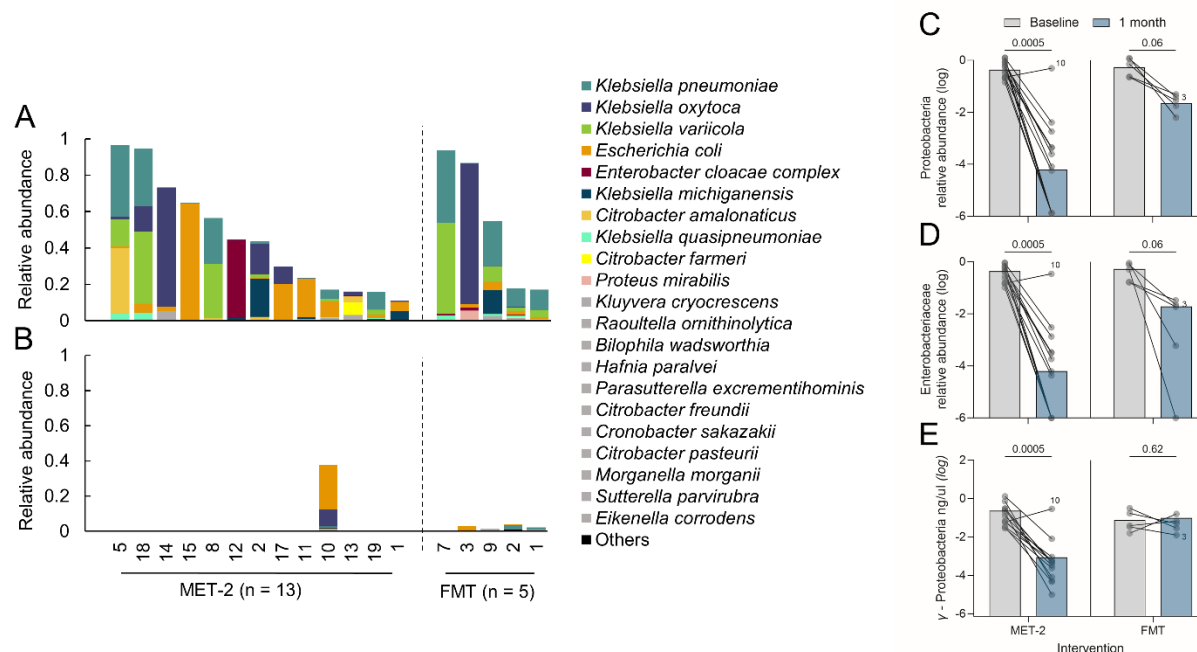 A
Relative abundance
1
0.8
0.6
0.4
0.2
0
B
Relative abundance
1
0.8
0.6
0.4
0.2
0
5 18 14 15 8 12 2 17 11 10 13 19 1
7 3 9 2 1
MET-2 (n = 13)
FMT (n = 5)
Klebsiella pneumoniae
Klebsiella oxytoca
Klebsiella variicola
Escherichia coli
Enterobacter cloacae complex
Klebsiella michiganensis
Citrobacter amalonaticus
Klebsiella quasipneumoniae
Citrobacter farmeri
Proteus mirabilis
Kluyvera cryocrescens
Raoultella ornithinolytica
Bilophila wadsworthia
Hafnia paralvei
Parasutterella excrementihominis
Citrobacter freundii
Cronobacter sakazakii
Citrobacter pasteurii
Morganella morganii
Sutterella parvirubra
Eikenella corrodens
Others
Baseline 1 month
C
0.0005 0.06
Proteobacteria
relative abundance (log)
0
-2
-4
-6
10
3
D
0.0005 0.06
Enterobacteriaceae
relative abundance (log)
0
-2
-4
-6
10
3
E
0.0005 0.62
γ - Proteobacteria ng/ul (log)
2
0
-2
-4
-6
10
3
MET-2 FMT
Intervention